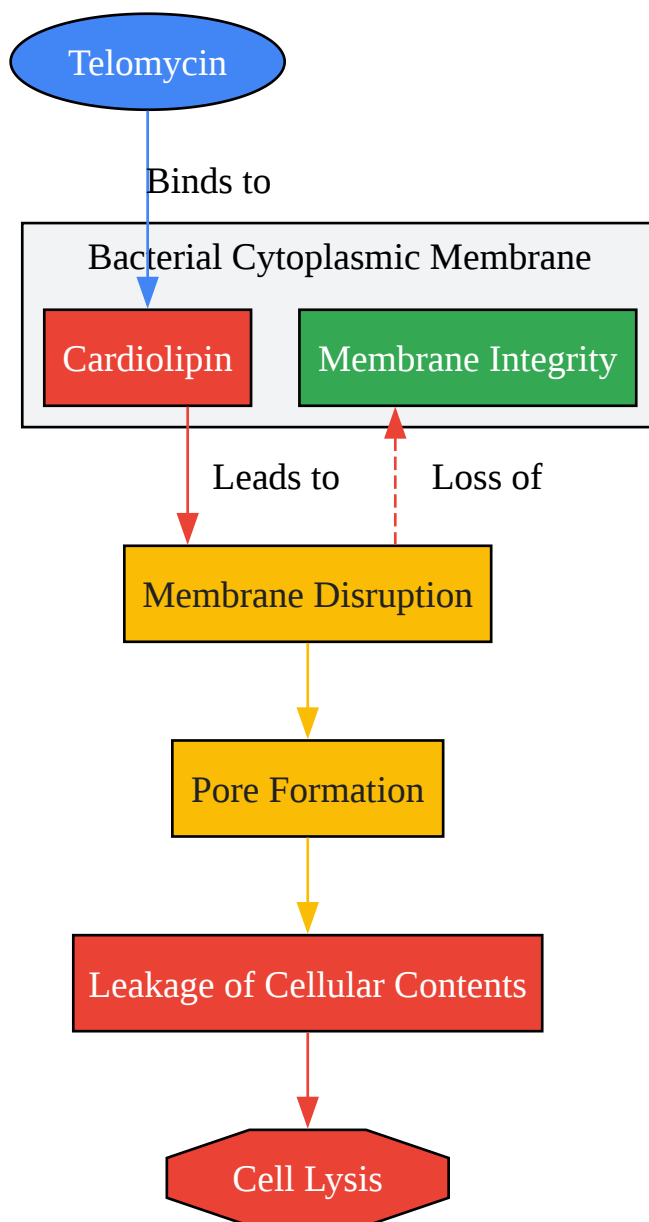 Telomycin
Binds to
Bacterial Cytoplasmic Membrane
Cardiolipin
Membrane Integrity
Leads to
Loss of
Membrane Disruption
Pore Formation
Leakage of Cellular Contents
Cell Lysis